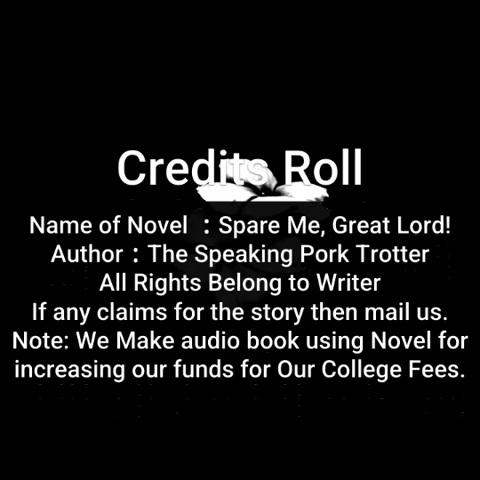 Credits Roll
Name of Novel : Spare Me, Great Lord!
Author : The Speaking Pork Trotter
All Rights Belong to Writer
If any claims for the story then mail us.
Note: We Make audio book using Novel for
increasing our funds for Our College Fees.